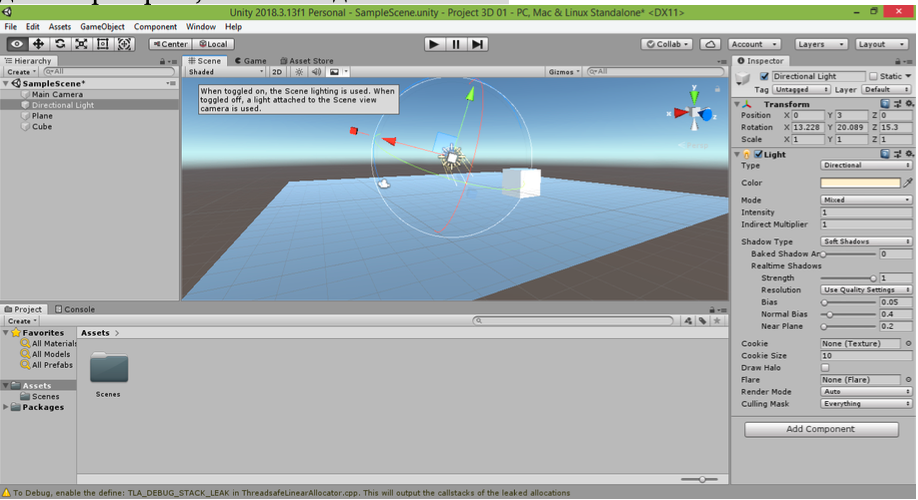 Unity 2018.3.13f1 Personal - SampleScene.unity - Project 3D 01 - PC, Mac & Linux Standalone* <DX11>
File Edit Assets GameObject Component Window Help
Center Local Collab Account Layers Layout
Hierarchy
Create All
SampleScene*
Main Camera
Directional Light
Plane
Cube
Scene Game Asset Store
Shaded 2D Gizmos All
When toggled on, the Scene lighting is used. When
toggled off, a light attached to the Scene view
camera is used.
y
x z
Persp
Project Console
Create
Favorites
All Materials
All Models
All Prefabs
Assets
Scenes
Packages
Assets >
Scenes
Inspector
Directional Light Static
Tag Untagged Layer Default
Transform
Position X 0 Y 3 Z 0
Rotation X 13.228 Y 20.089 Z 15.3
Scale X 1 Y 1 Z 1
Light
Type Directional
Color
Mode Mixed
Intensity 1
Indirect Multiplier 1
Shadow Type Soft Shadows
Baked Shadow Ar 0
Realtime Shadows
Strength 1
Resolution Use Quality Settings
Bias 0.05
Normal Bias 0.4
Near Plane 0.2
Cookie None (Texture)
Cookie Size 10
Draw Halo
Flare None (Flare)
Render Mode Auto
Culling Mask Everything
Add Component
To Debug, enable the define: TLA_DEBUG_STACK_LEAK in ThreadsafeLinearAllocator.cpp. This will output the callstacks of the leaked allocations